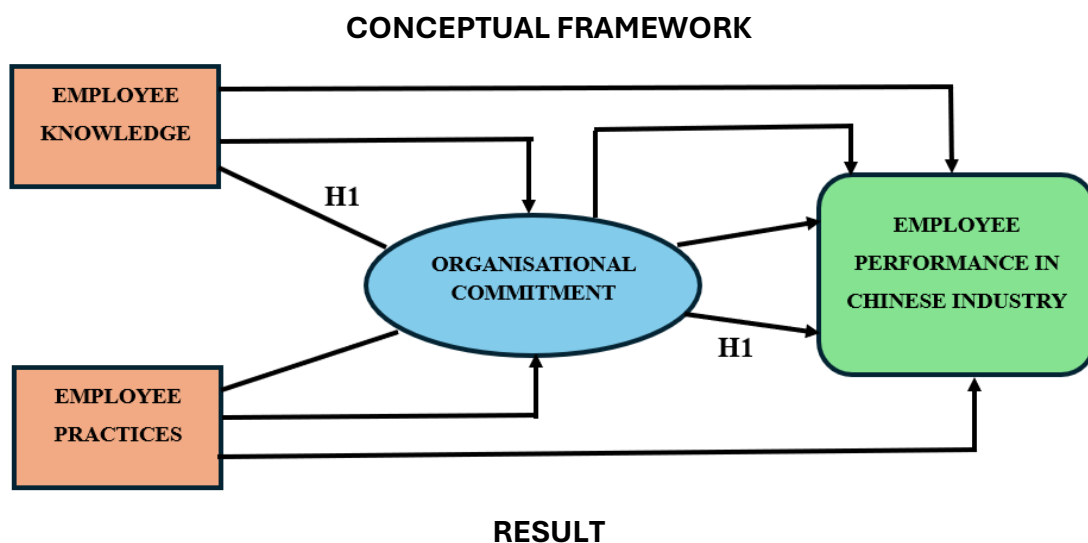 CONCEPTUAL FRAMEWORK
EMPLOYEE
KNOWLEDGE
H1
ORGANISATIONAL
COMMITMENT
EMPLOYEE
PERFORMANCE IN
CHINESE INDUSTRY
H1
EMPLOYEE
PRACTICES
RESULT